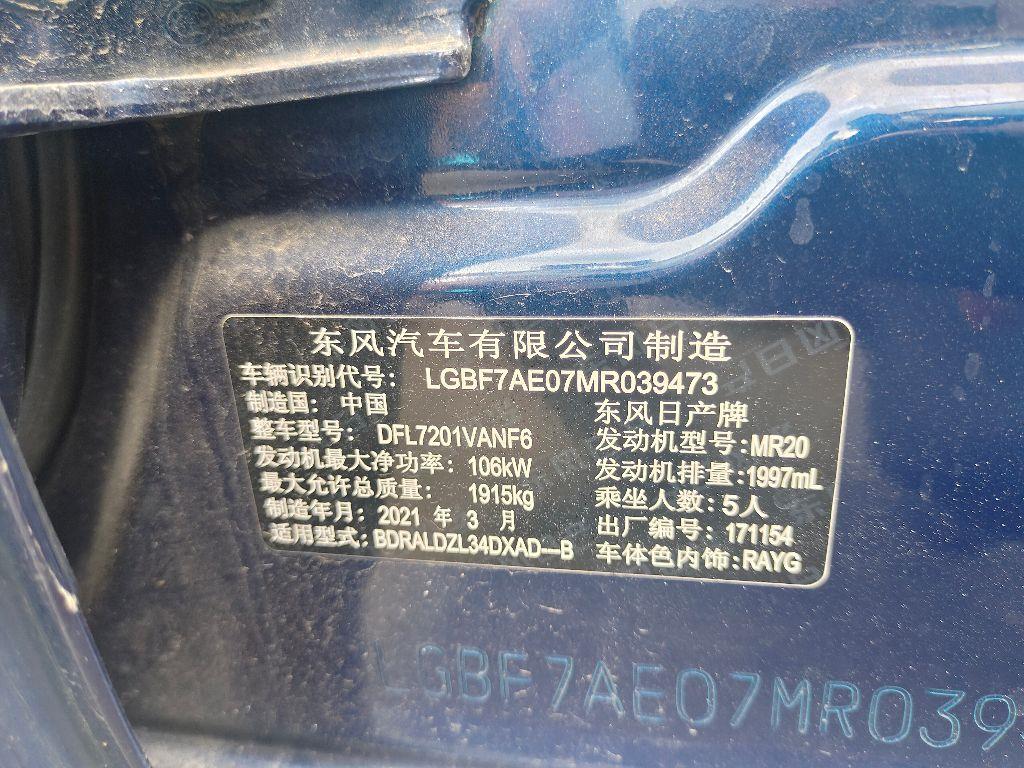 东风汽车有限公司制造
车辆识别代号: LGBF7AE07MR039473
制造国: 中国 东风日产牌
整车型号: DFL7201VANF6 发动机型号:MR20
发动机最大净功率: 106kW 发动机排量:1997mL
最大允许总质量: 1915kg 乘坐人数:5人
制造年月: 2021 年 3 月 出厂编号: 171154
适用型式: BDRALDZL34DXAD—B 车体色内饰:RAYG
LGBF7AE07MR039